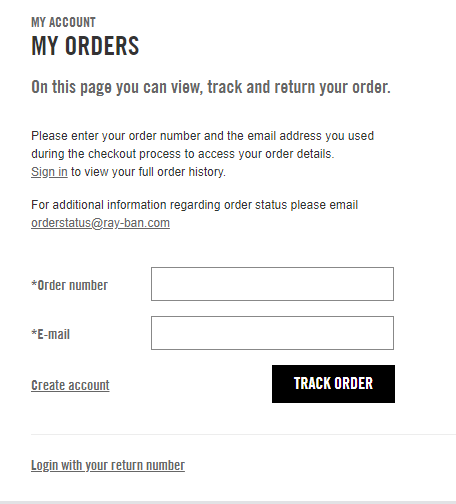 MY ACCOUNT
MY ORDERS
On this page you can view, track and return your order.
Please enter your order number and the email address you used
during the checkout process to access your order details.
Sign in to view your full order history.
For additional information regarding order status please email
orderstatus@ray-ban.com
*Order number
*E-mail
Create account
TRACK ORDER
Login with your return number